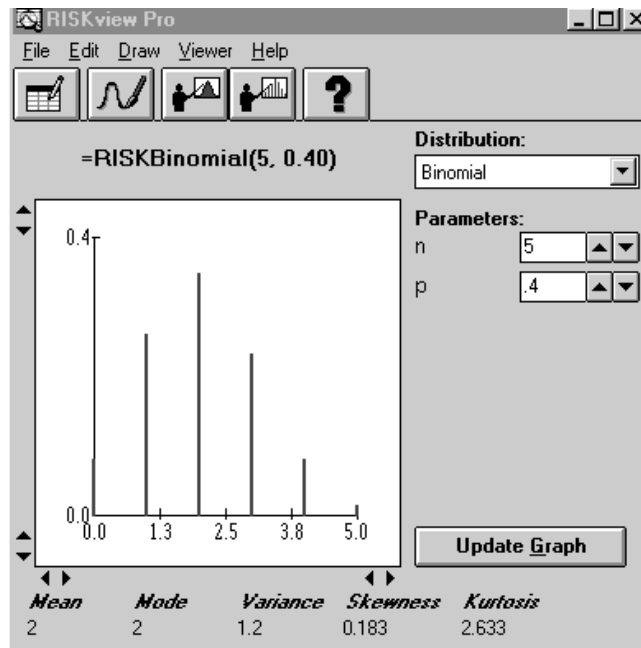 RISKview Pro
File Edit Draw Viewer Help
?
=RISKBinomial(5, 0.40)
Distribution:
Binomial
Parameters:
n 5
p .4
0.4
0.0
0.0 1.3 2.5 3.8 5.0
Update Graph
Mean Mode Variance Skewness Kurtosis
2 2 1.2 0.183 2.633